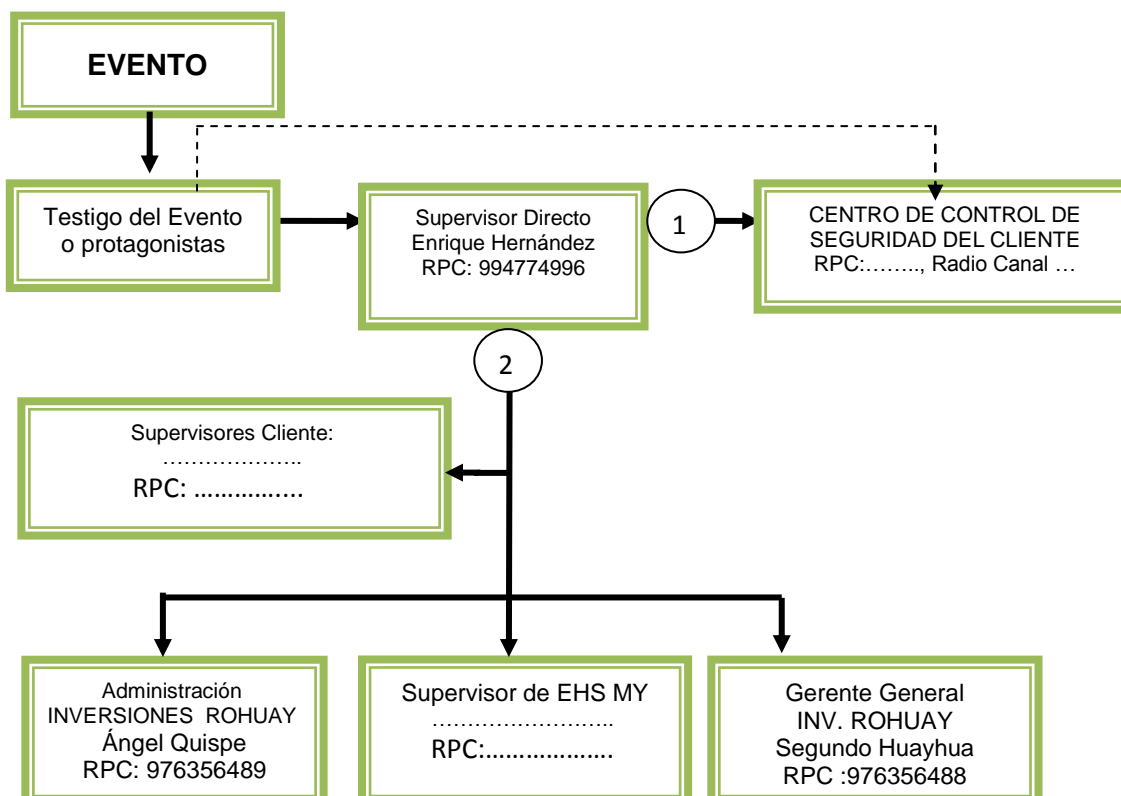 EVENTO
Testigo del Evento
o protagonistas
Supervisor Directo
Enrique Hernández
RPC: 994774996
1
CENTRO DE CONTROL DE
SEGURIDAD DEL CLIENTE
RPC:…….., Radio Canal …
2
Supervisores Cliente:
………………..
RPC: ................
Administración
INVERSIONES  ROHUAY
Ángel Quispe
RPC: 976356489
Supervisor de EHS MY
……………………..
RPC:...................
Gerente General
INV. ROHUAY
Segundo Huayhua
RPC :976356488